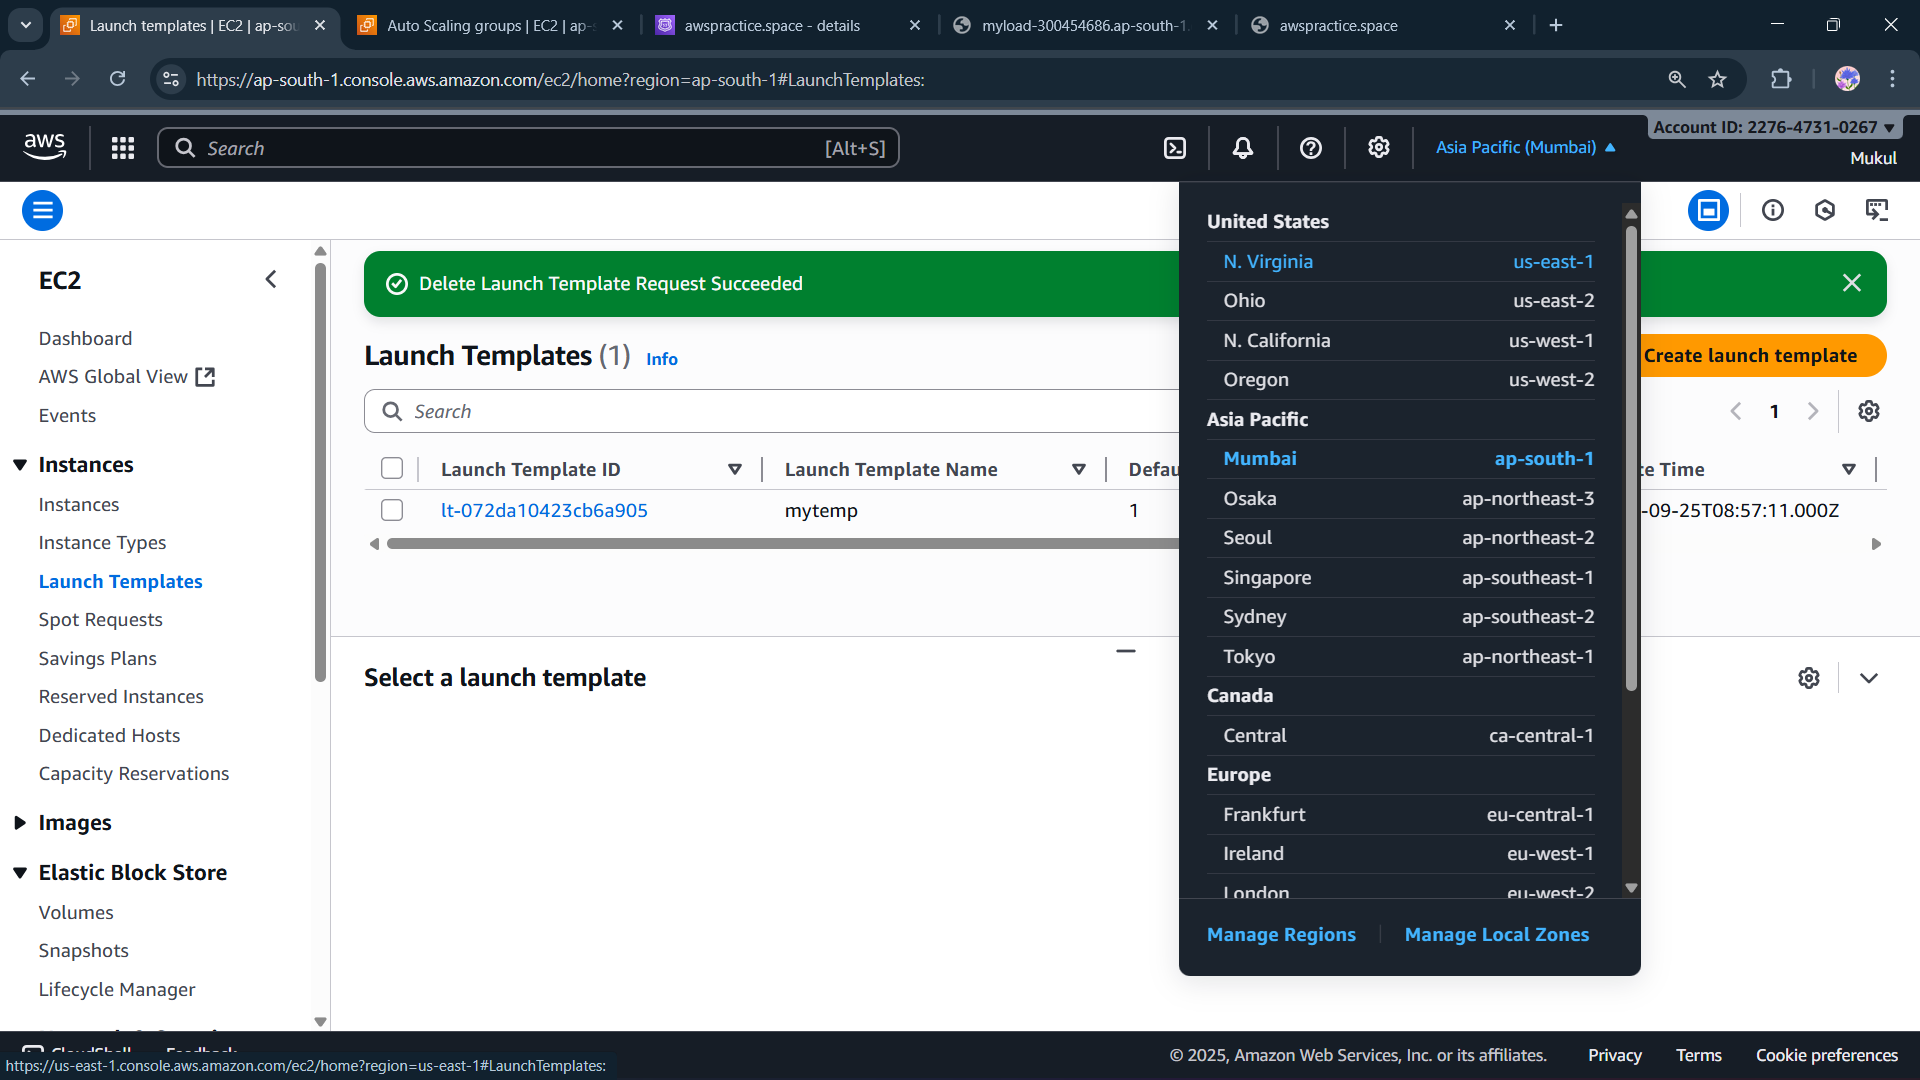 Launch templates | EC2 | ap-sou
Auto Scaling groups | EC2 | ap-s
awspractice.space - details
myload-300454686.ap-south-1.
awspractice.space
https://ap-south-1.console.aws.amazon.com/ec2/home?region=ap-south-1#LaunchTemplates:
aws
Search
[Alt+S]
Asia Pacific (Mumbai)
Account ID: 2276-4731-0267
Mukul
EC2
Dashboard
AWS Global View
Events
Instances
Instances
Instance Types
Launch Templates
Spot Requests
Savings Plans
Reserved Instances
Dedicated Hosts
Capacity Reservations
Images
Elastic Block Store
Volumes
Snapshots
Lifecycle Manager
Delete Launch Template Request Succeeded
Launch Templates (1) Info
Create launch template
Search
1
Launch Template ID
Launch Template Name
Defau
e Time
lt-072da10423cb6a905
mytemp
1
-09-25T08:57:11.000Z
Select a launch template
United States
N. Virginia us-east-1
Ohio us-east-2
N. California us-west-1
Oregon us-west-2
Asia Pacific
Mumbai ap-south-1
Osaka ap-northeast-3
Seoul ap-northeast-2
Singapore ap-southeast-1
Sydney ap-southeast-2
Tokyo ap-northeast-1
Canada
Central ca-central-1
Europe
Frankfurt eu-central-1
Ireland eu-west-1
London eu-west-2
Manage Regions
Manage Local Zones
CloudShell Feedback
https://us-east-1.console.aws.amazon.com/ec2/home?region=us-east-1#LaunchTemplates:
© 2025, Amazon Web Services, Inc. or its affiliates.
Privacy
Terms
Cookie preferences